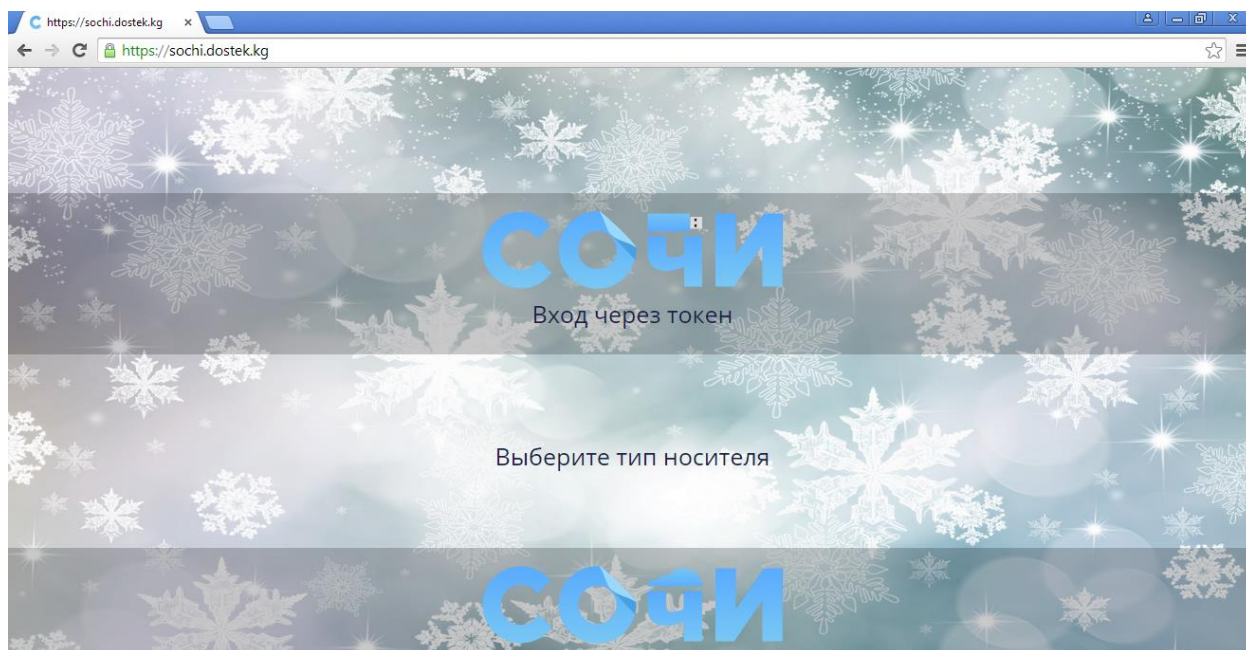 https://sochi.dostek.kg
https://sochi.dostek.kg
СОЧИ
Вход через токен
Выберите тип носителя
СОЧИ